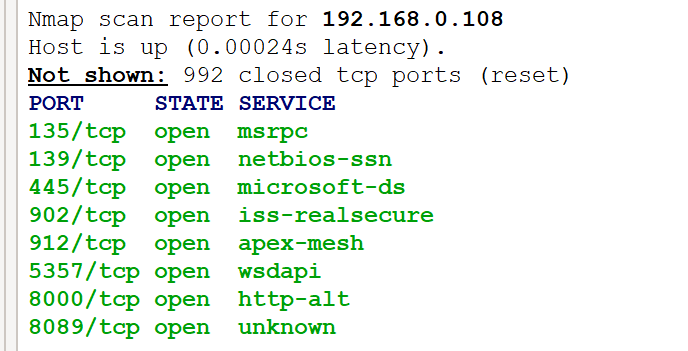 Nmap scan report for 192.168.0.108
Host is up (0.00024s latency).
Not shown: 992 closed tcp ports (reset)
PORT     STATE SERVICE
135/tcp  open  msrpc
139/tcp  open  netbios-ssn
445/tcp  open  microsoft-ds
902/tcp  open  iss-realsecure
912/tcp  open  apex-mesh
5357/tcp open  wsdapi
8000/tcp open  http-alt
8089/tcp open  unknown